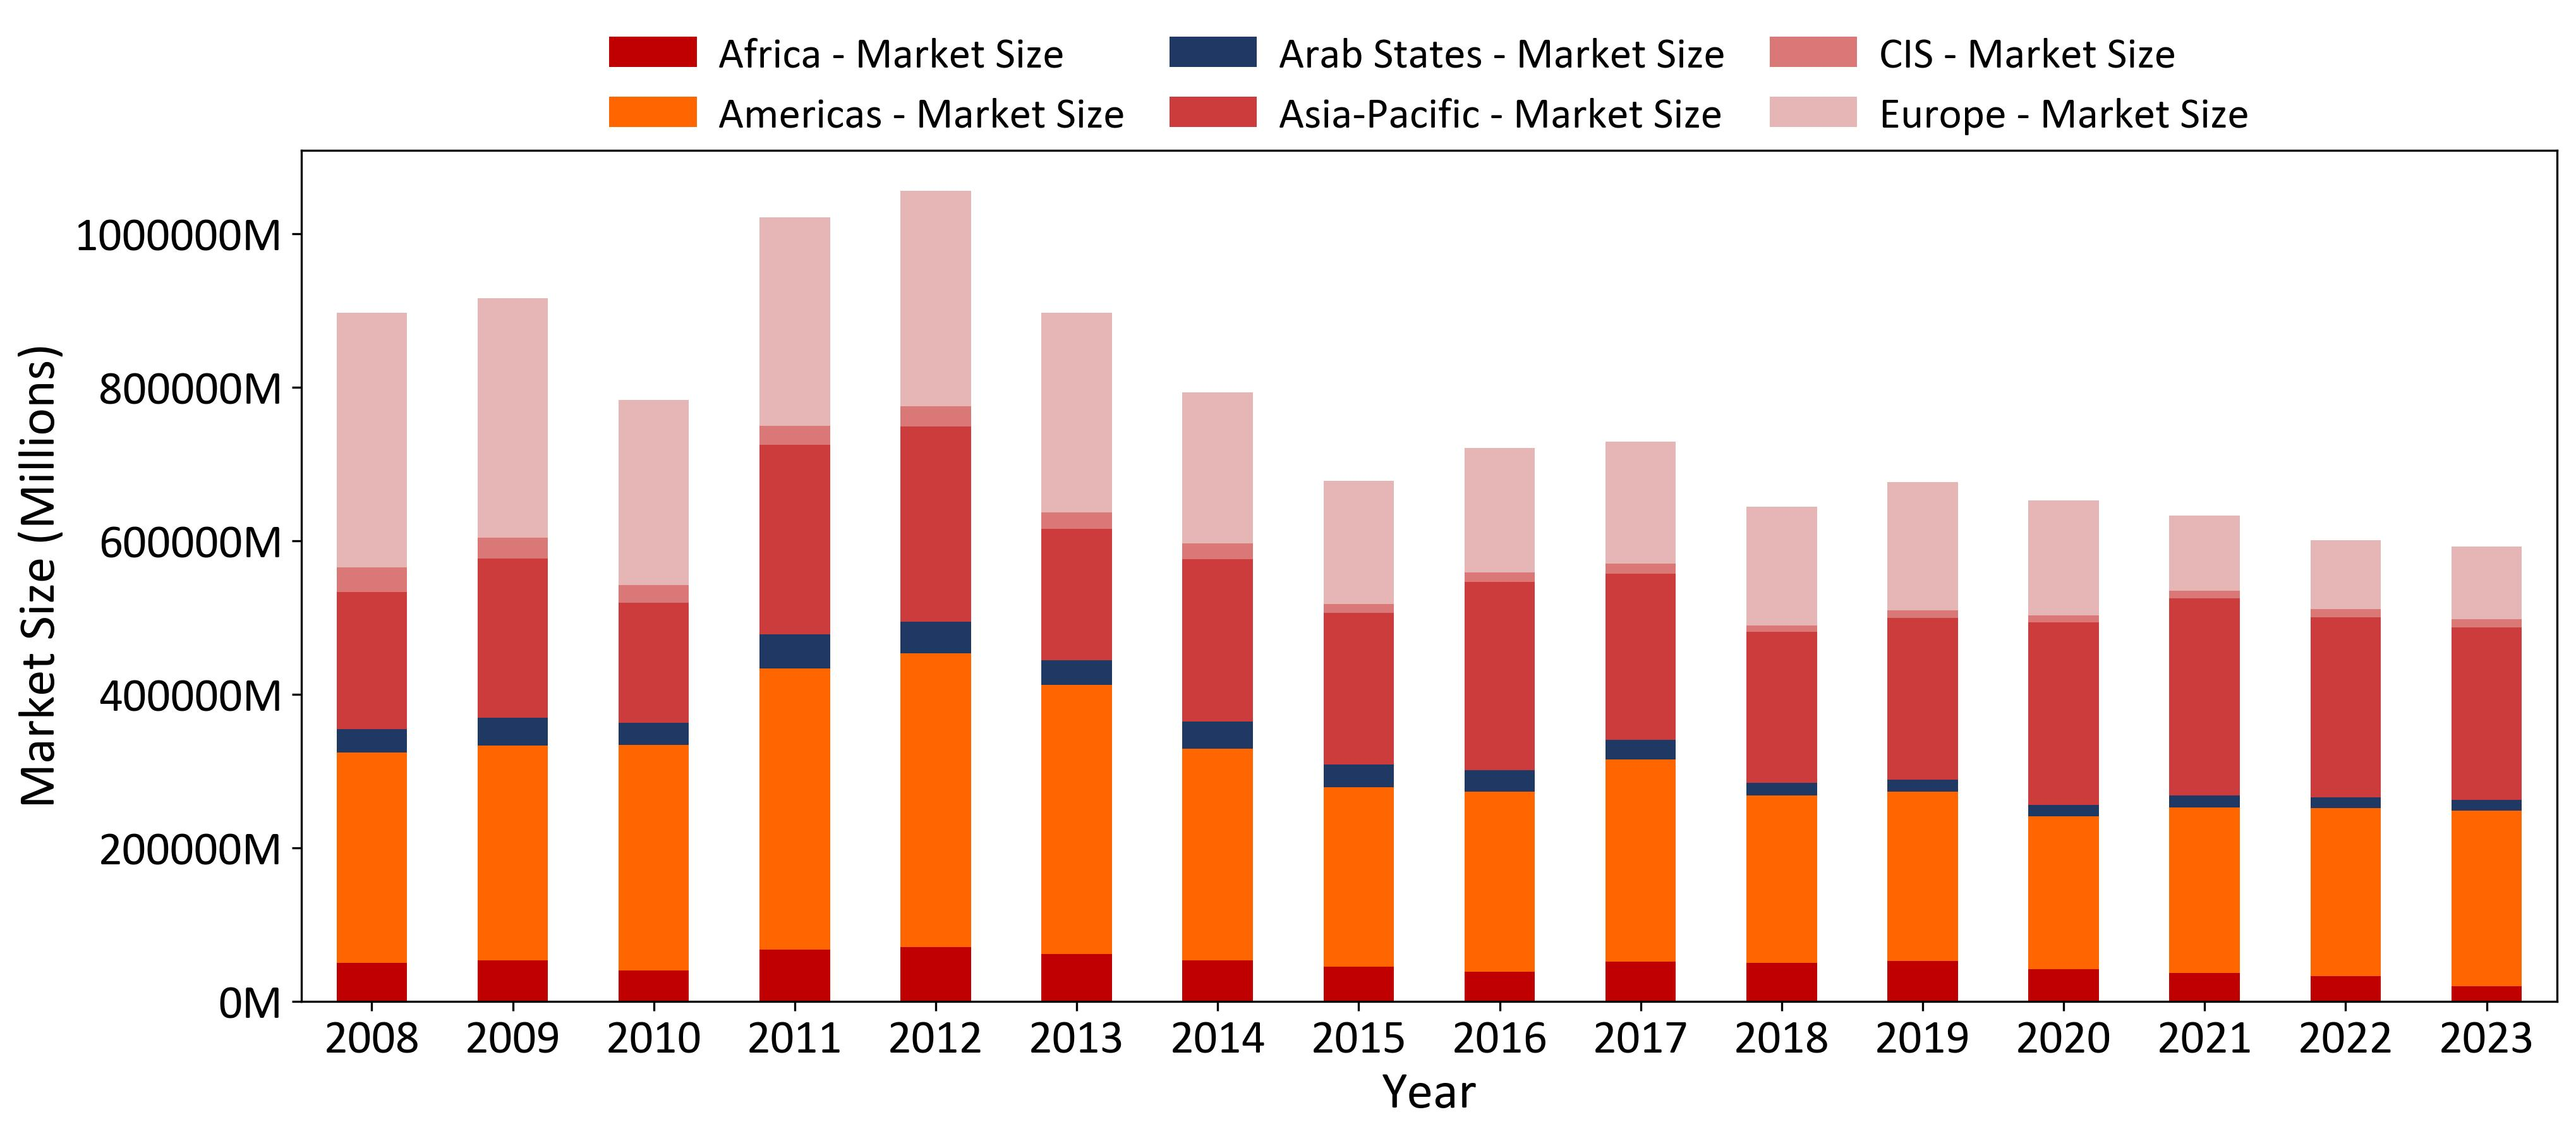 Africa - Market Size
Americas - Market Size
Arab States - Market Size
Asia-Pacific - Market Size
CIS - Market Size
Europe - Market Size
Market Size (Millions)
1000000M
800000M
600000M
400000M
200000M
0M
2008 2009 2010 2011 2012 2013 2014 2015 2016 2017 2018 2019 2020 2021 2022 2023
Year